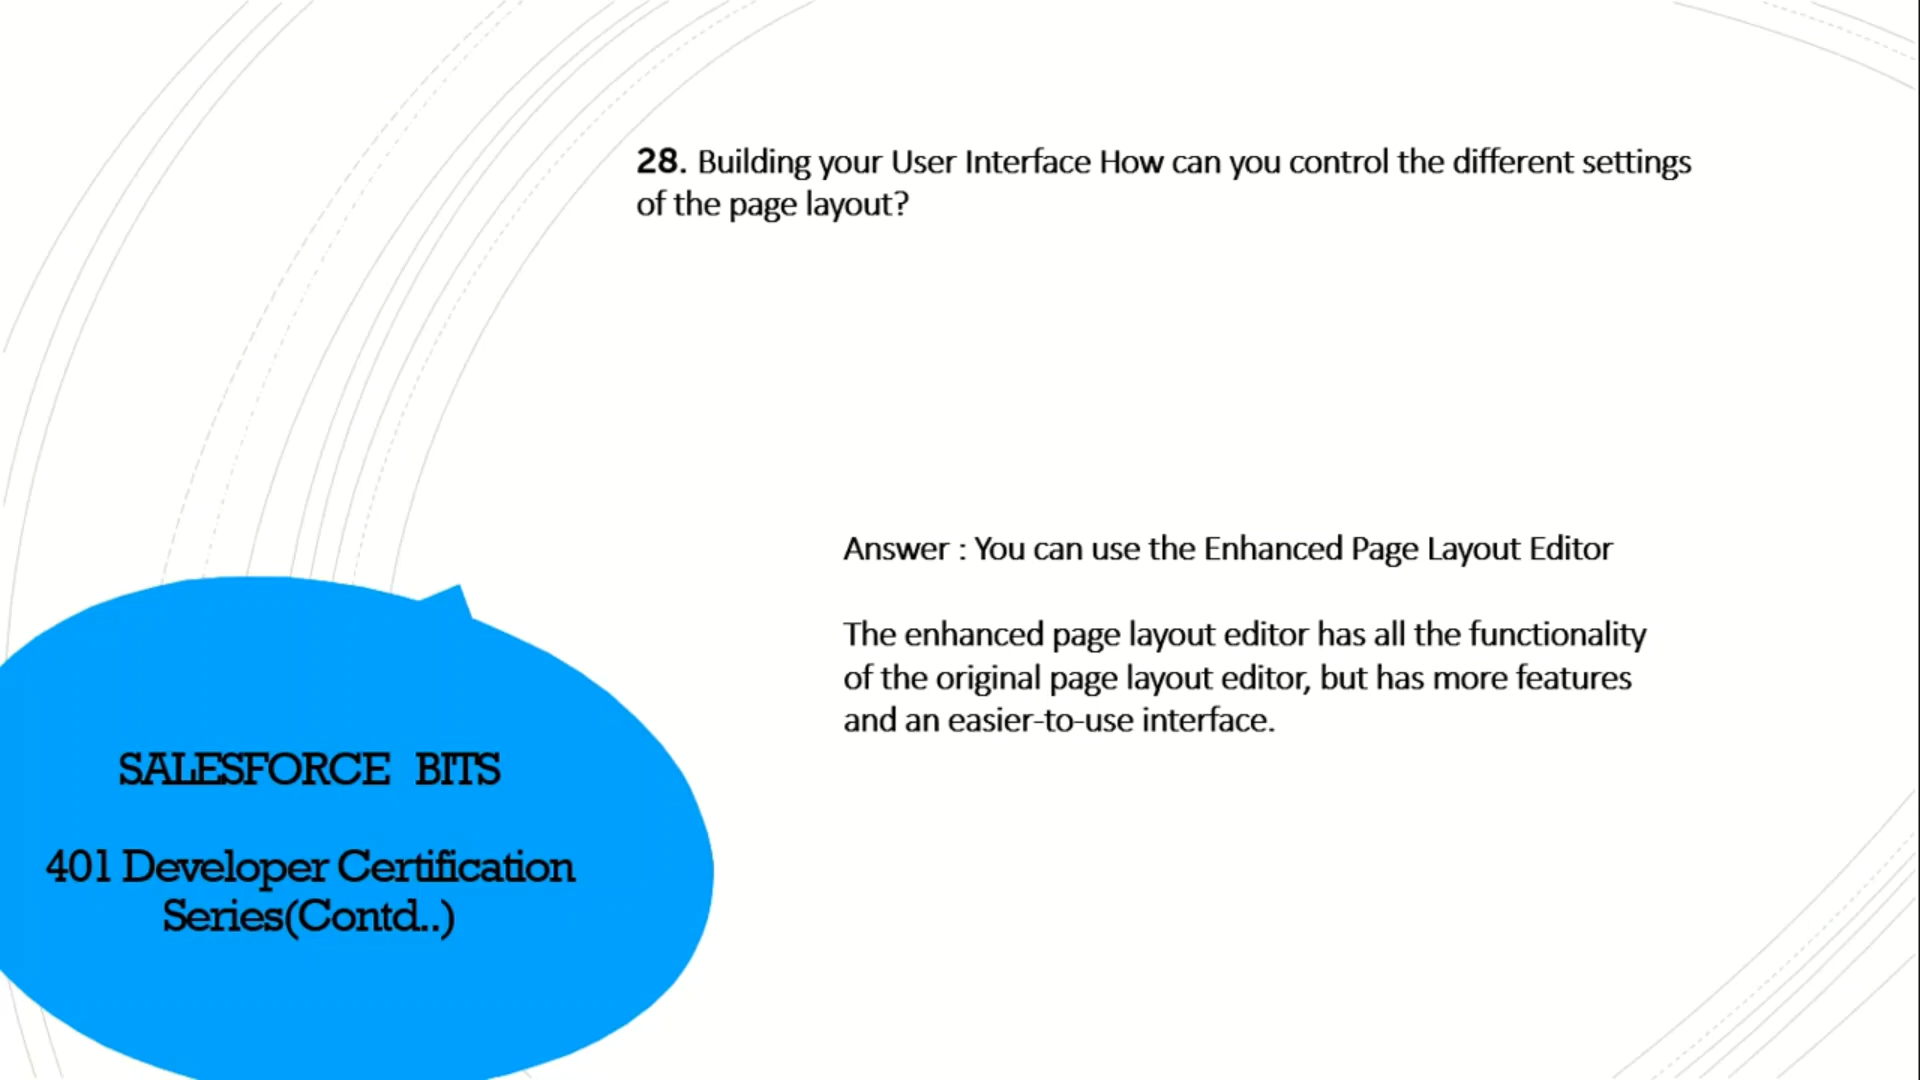 28. Building your User Interface How can you control the different settings
of the page layout?
Answer : You can use the Enhanced Page Layout Editor
The enhanced page layout editor has all the functionality
of the original page layout editor, but has more features
and an easier-to-use interface.
SALESFORCE BITS
401 Developer Certification
Series(Contd..)